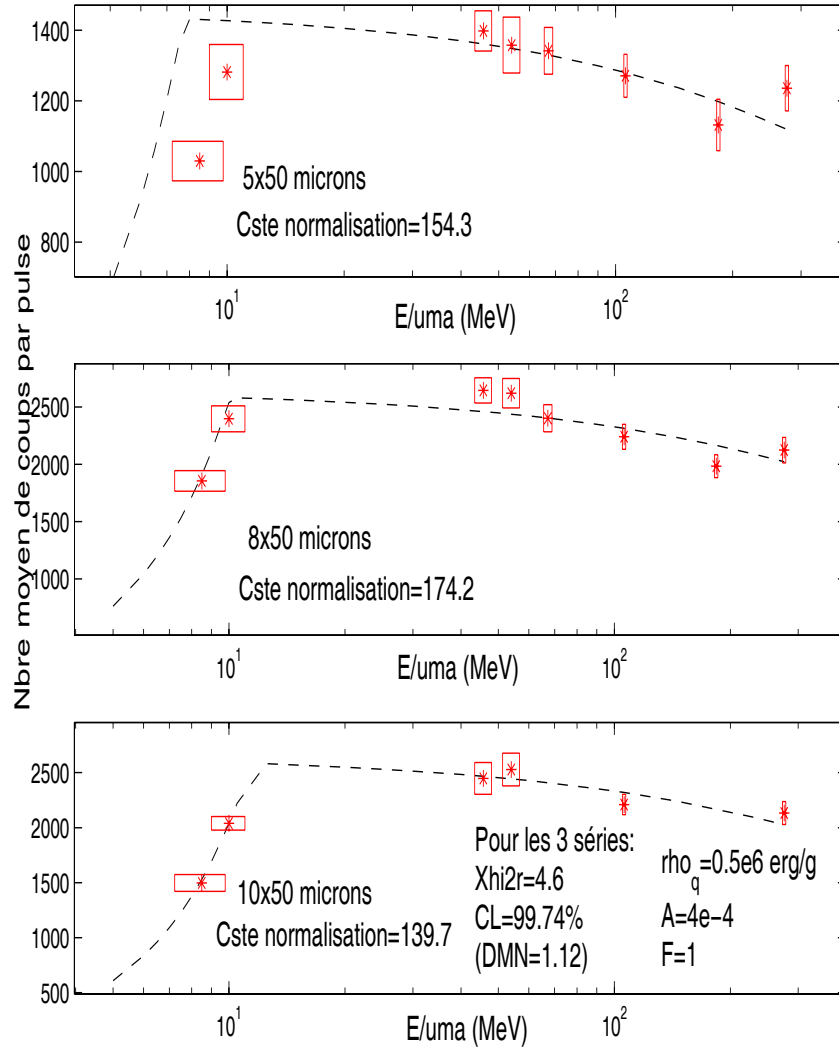 Nbre moyen de coups par pulse
1400
1200
1000
800
5x50 microns
Cste normalisation=154.3
10^1
10^2
E/uma (MeV)
2500
2000
1500
1000
8x50 microns
Cste normalisation=174.2
10^1
10^2
E/uma (MeV)
2500
2000
1500
1000
500
10x50 microns
Cste normalisation=139.7
Pour les 3 séries:
Xhi2r=4.6
CL=99.74%
(DMN=1.12)
rho_q=0.5e6 erg/g
A=4e−4
F=1
10^1
10^2
E/uma (MeV)